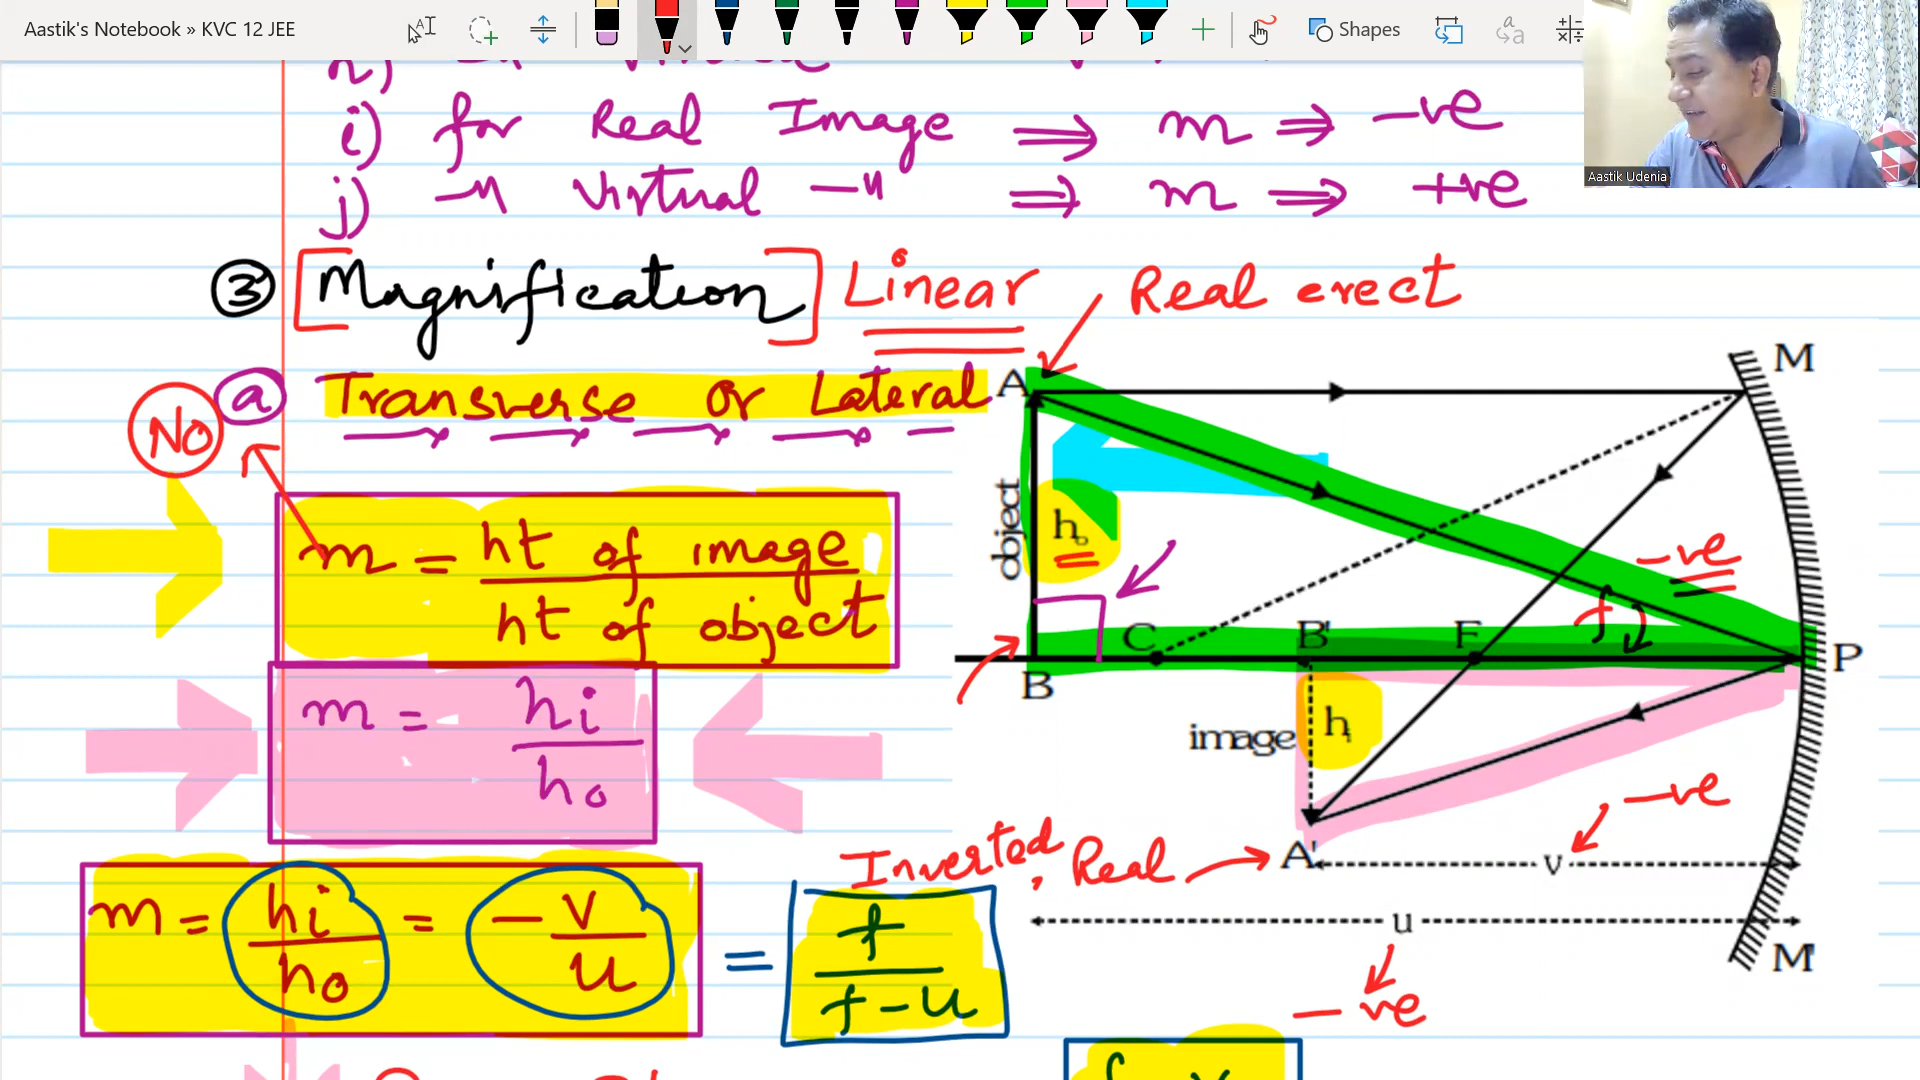 Aastik's Notebook » KVC 12 JEE
Shapes
Aastik Udenia
i) for Real Image ⇒ m ⇒ -ve
j) -"- Virtual -"- ⇒ m ⇒ +ve
③ [Magnification] Linear
Real erect
No
ⓐ Transverse or Lateral
m = ht of image / ht of object
m = hi / ho
m = hi / ho = - v / u = f / f - u
A
M
object
ho
-ve
f
C
B'
F
P
B
image
hi
-ve
Inverted, Real
A'
v
u
M'
-ve